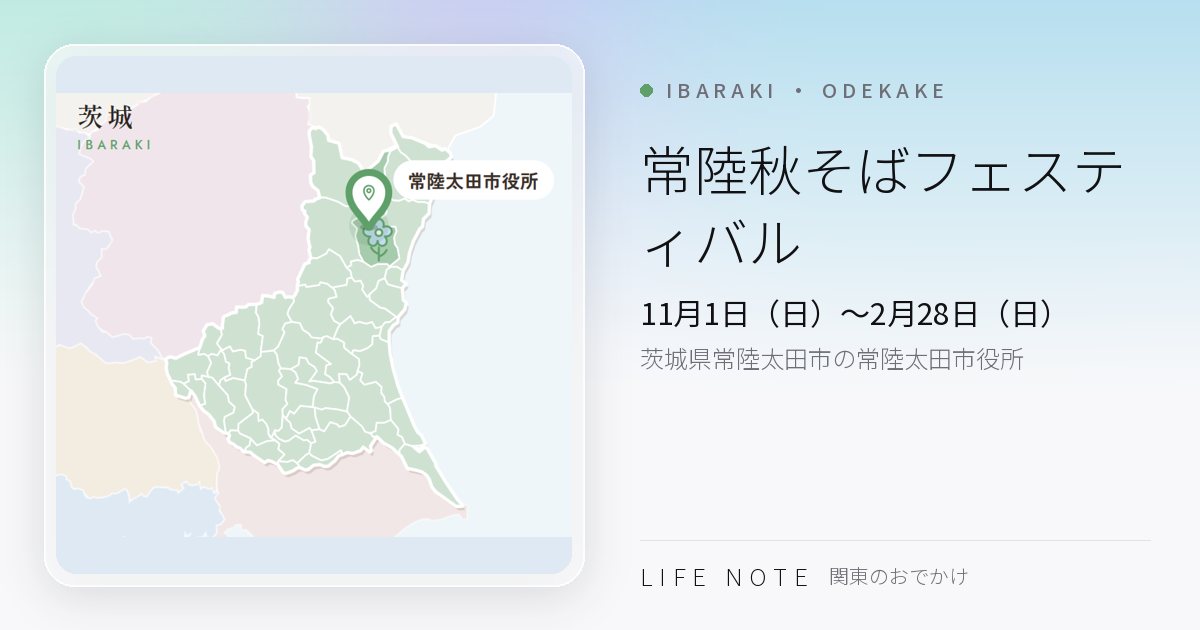 茨城
IBARAKI
常陸太田市役所
IBARAKI • ODEKAKE
常陸秋そばフェステ
ィバル
11月1日（日）〜2月28日（日）
茨城県常陸太田市の常陸太田市役所
LIFE NOTE 関東のおでかけ